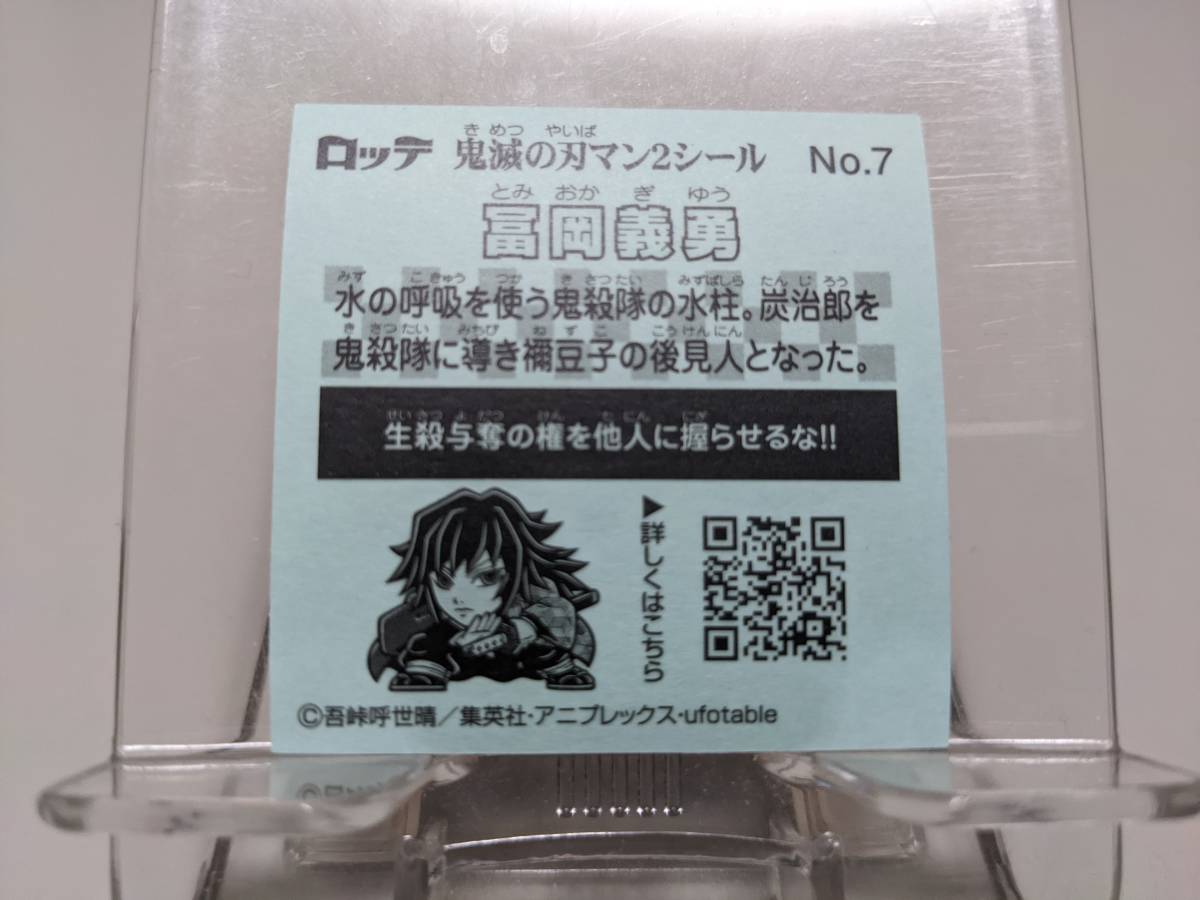 ロッテ 鬼滅の刃マン2シール No.7
きめつ やいば
とみ おか ぎ ゆう
冨岡義勇
みず こきゅう つか きさつたい みずばしら たんじろう
水の呼吸を使う鬼殺隊の水柱。炭治郎を
きさつたい みちび ねずこ こうけんにん
鬼殺隊に導き禰豆子の後見人となった。
せいさつよだつ けん たにん にぎ
生殺与奪の権を他人に握らせるな!!
▶詳しくはこちら
©吾峠呼世晴/集英社・アニプレックス・ufotable